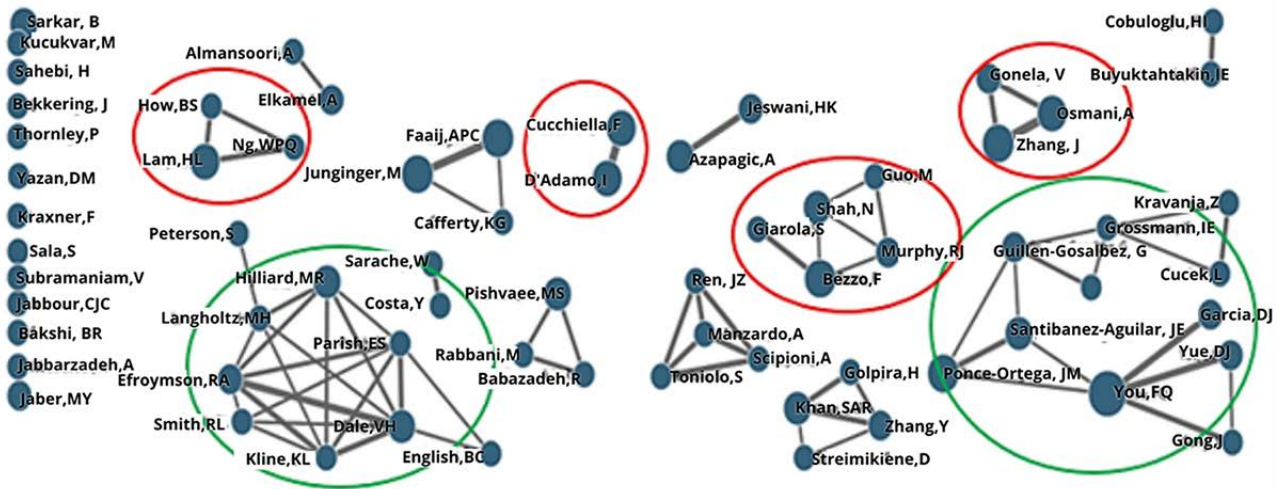 Sarkar, B
Kucukvar,M
Sahebi, H
Bekkering, J
Thornley,P
Yazan,DM
Kraxner,F
Sala,S
Subramaniam,V
Jabbour,CJC
Bakshi, BR
Jabbarzadeh,A
Jaber,MY
Almansoori,A
Elkamel,A
How,BS
Ng,WPQ
Lam,HL
Faaij,APC
Junginger,M
Cafferty,KG
Cucchiella,F
D'Adamo,I
Jeswani,HK
Azapagic,A
Gonela, V
Osmani,A
Zhang, J
Cobuloglu,HI
Buyuktahtakin,IE
Guo,M
Shah,N
Giarola,S
Murphy,RJ
Bezzo,F
Peterson,S
Hilliard,MR
Langholtz,MH
Parish,ES
Efroymson,RA
Smith,RL
Dale,VH
Kline,KL
English,BC
Sarache,W
Costa,Y
Pishvaee,MS
Rabbani,M
Babazadeh,R
Ren, JZ
Manzardo,A
Scipioni,A
Toniolo,S
Golpira,H
Khan,SAR
Zhang,Y
Streimikiene,D
Kravanja,Z
Grossmann,IE
Guillen-Gosalbez, G
Cucek,L
Garcia,DJ
Santibanez-Aguilar, JE
Yue,DJ
Ponce-Ortega, JM
You,FQ
Gong,J